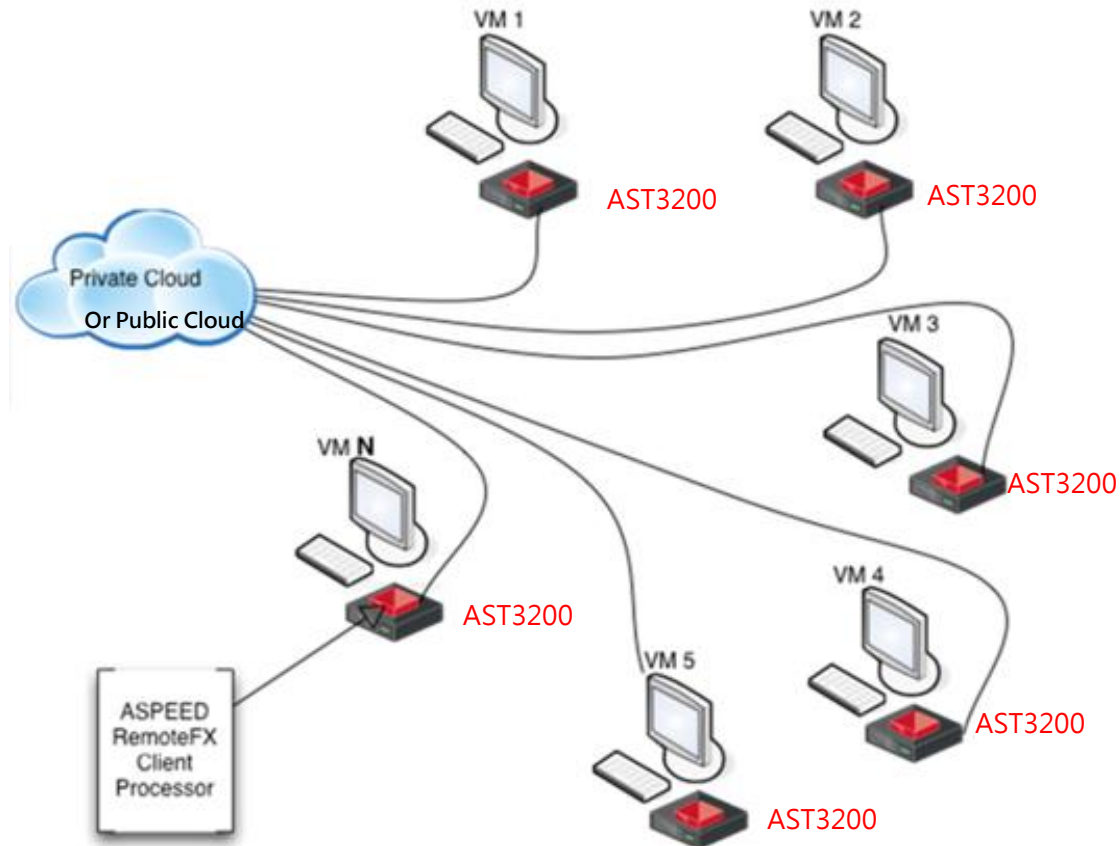 VM 1
VM 2
AST3200
AST3200
Private Cloud
Or Public Cloud
VM 3
VM N
AST3200
VM 4
AST3200
VM 5
AST3200
ASPEED
RemoteFX
Client
Processor
AST3200